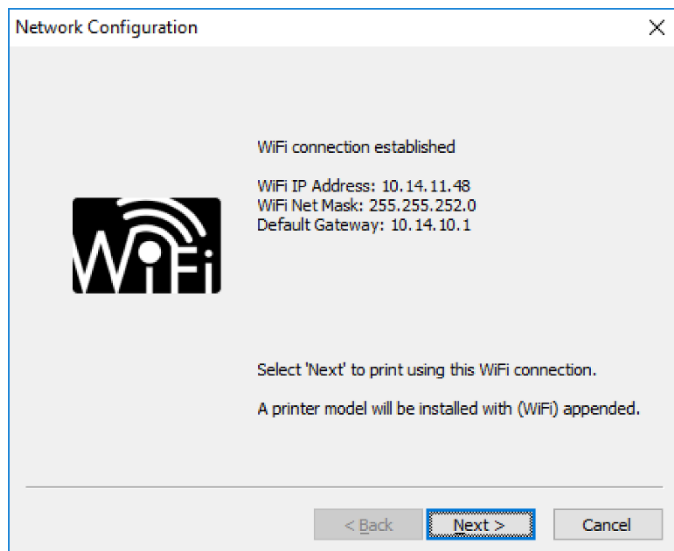 Network Configuration
WiFi connection established
WiFi IP Address: 10.14.11.48
WiFi Net Mask: 255.255.252.0
Default Gateway: 10.14.10.1
WiFi
Select 'Next' to print using this WiFi connection.
A printer model will be installed with (WiFi) appended.
< Back
Next >
Cancel